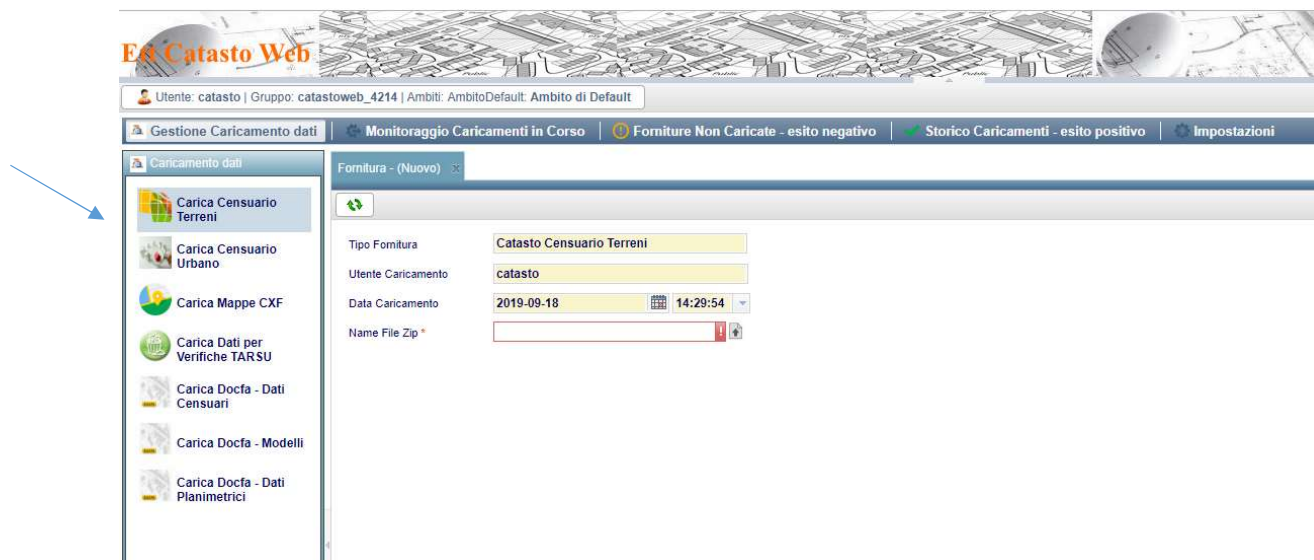 Eti Catasto Web
Utente: catasto | Gruppo: catastoweb_4214 | Ambiti: AmbitoDefault: Ambito di Default
Gestione Caricamento dati | Monitoraggio Caricamenti in Corso | Forniture Non Caricate - esito negativo | Storico Caricamenti - esito positivo | Impostazioni
Caricamento dati
Carica Censuario
Terreni
Carica Censuario
Urbano
Carica Mappe CXF
Carica Dati per
Verifiche TARSU
Carica Docfa - Dati
Censuari
Carica Docfa - Modelli
Carica Docfa - Dati
Planimetrici
Fornitura - (Nuovo) x
Tipo Fornitura Catasto Censuario Terreni
Utente Caricamento catasto
Data Caricamento 2019-09-18 14:29:54
Name File Zip *